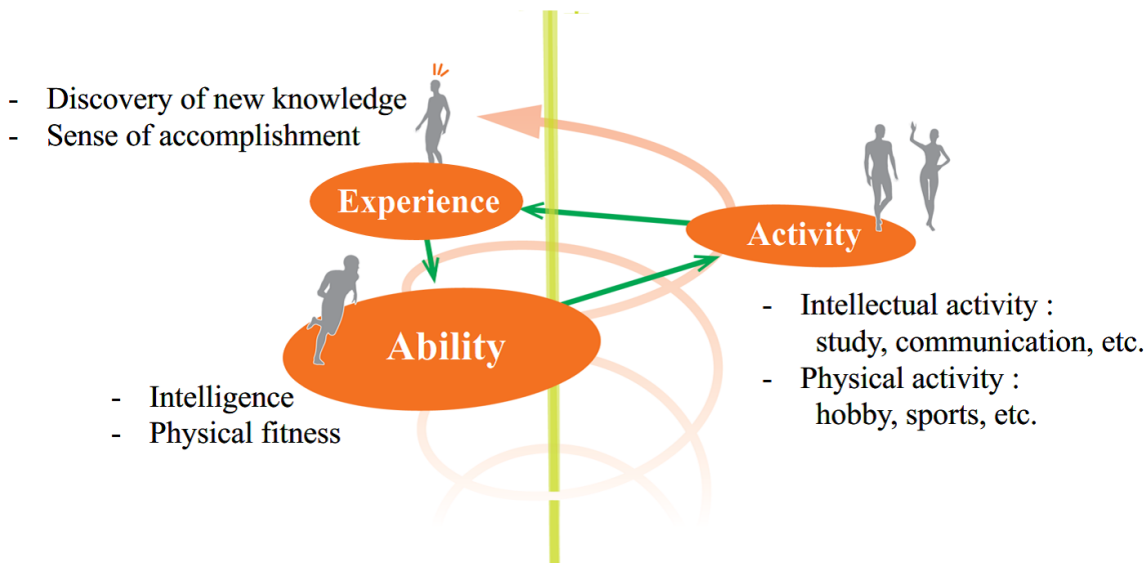 - Discovery of new knowledge
- Sense of accomplishment
Experience
Activity
Ability
- Intellectual activity :
study, communication, etc.
- Physical activity :
hobby, sports, etc.
- Intelligence
- Physical fitness